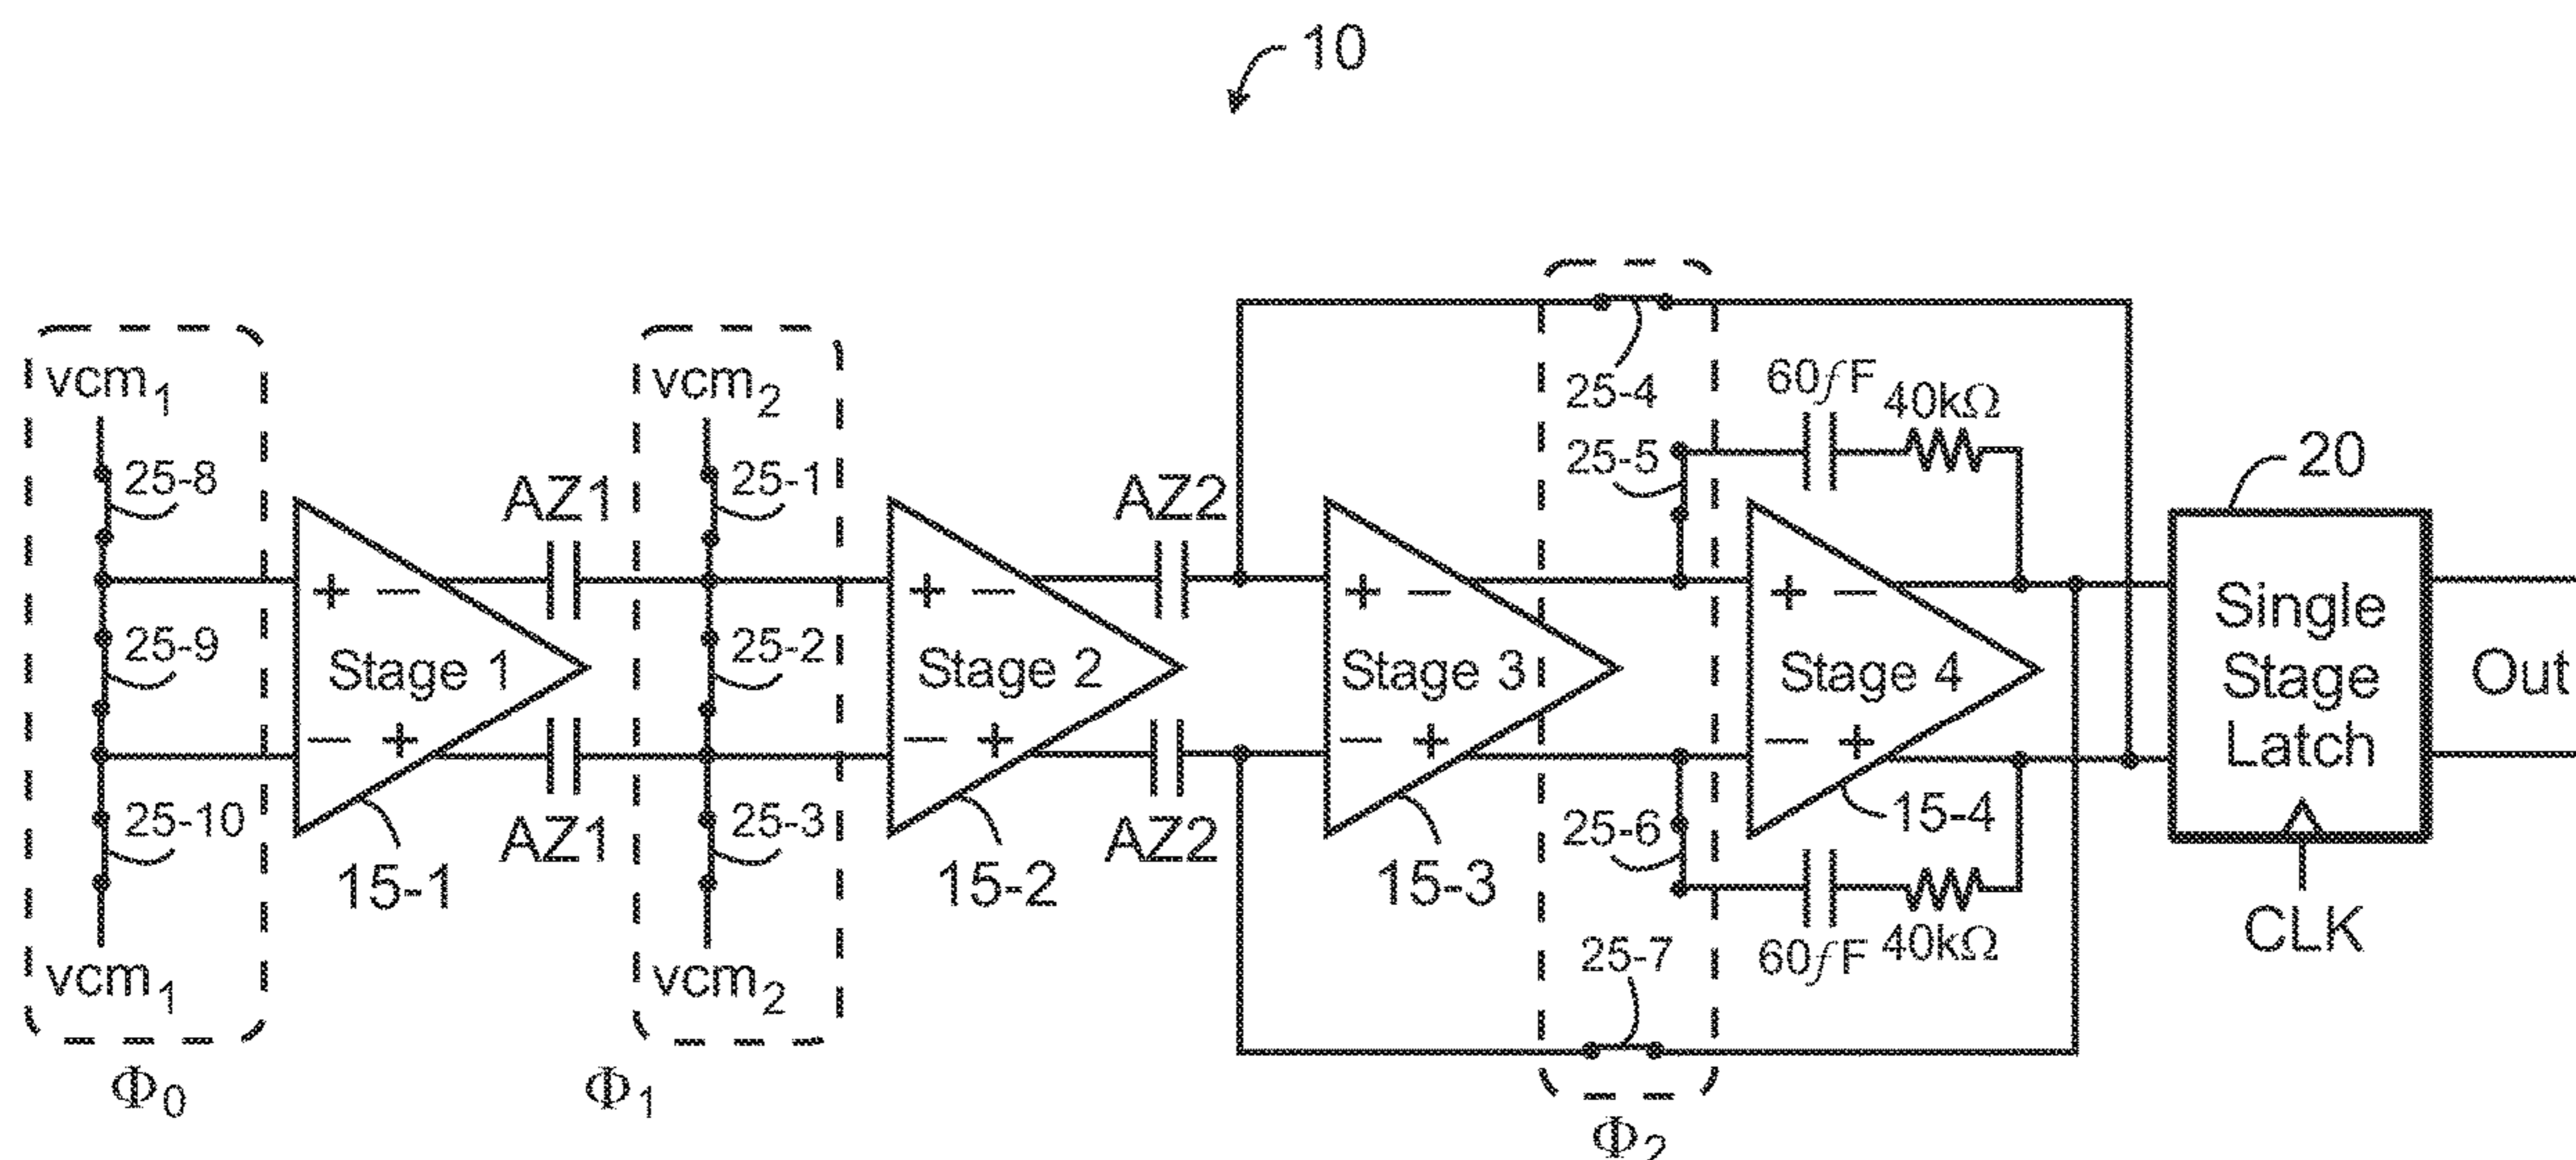 10
vcm1
25-8
25-9
25-10
vcm1
Φ0
+ −
Stage 1
− +
15-1
AZ1
AZ1
vcm2
25-1
25-2
25-3
vcm2
Φ1
+ −
Stage 2
− +
15-2
AZ2
AZ2
+ −
Stage 3
− +
15-3
25-4
25-5
25-6
25-7
Φ2
60fF
40kΩ
+ −
Stage 4
− +
15-4
60fF
40kΩ
20
Single
Stage
Latch
CLK
Out